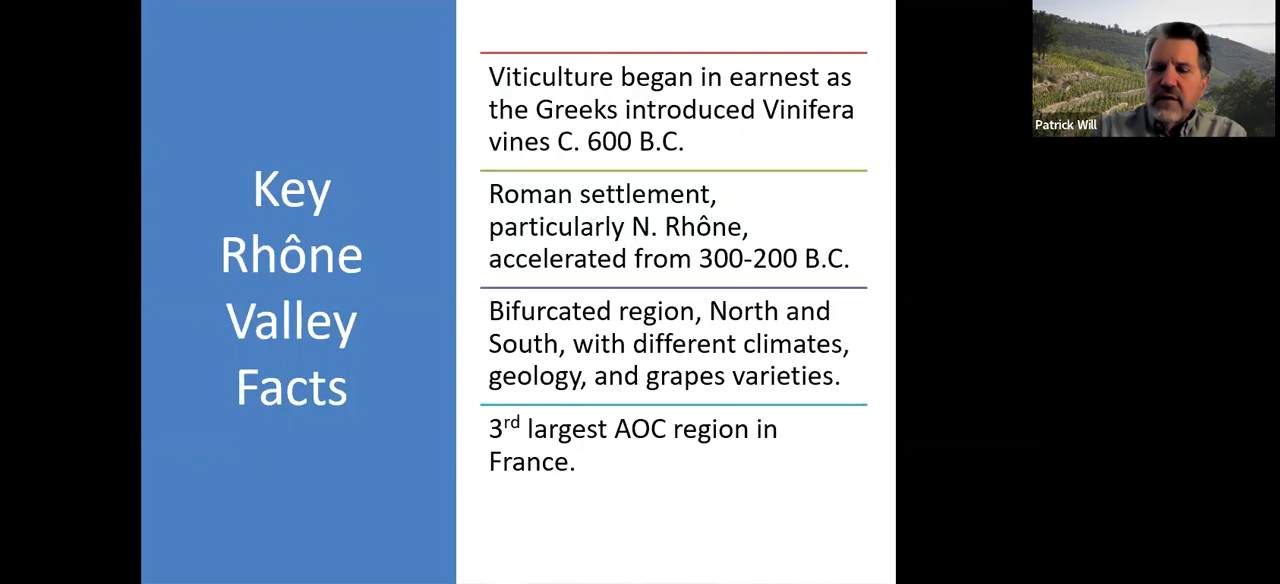 Key
Rhône
Valley
Facts
Viticulture began in earnest as
the Greeks introduced Vinifera
vines C. 600 B.C.
Roman settlement,
particularly N. Rhône,
accelerated from 300-200 B.C.
Bifurcated region, North and
South, with different climates,
geology, and grapes varieties.
3rd largest AOC region in
France.
Patrick Will